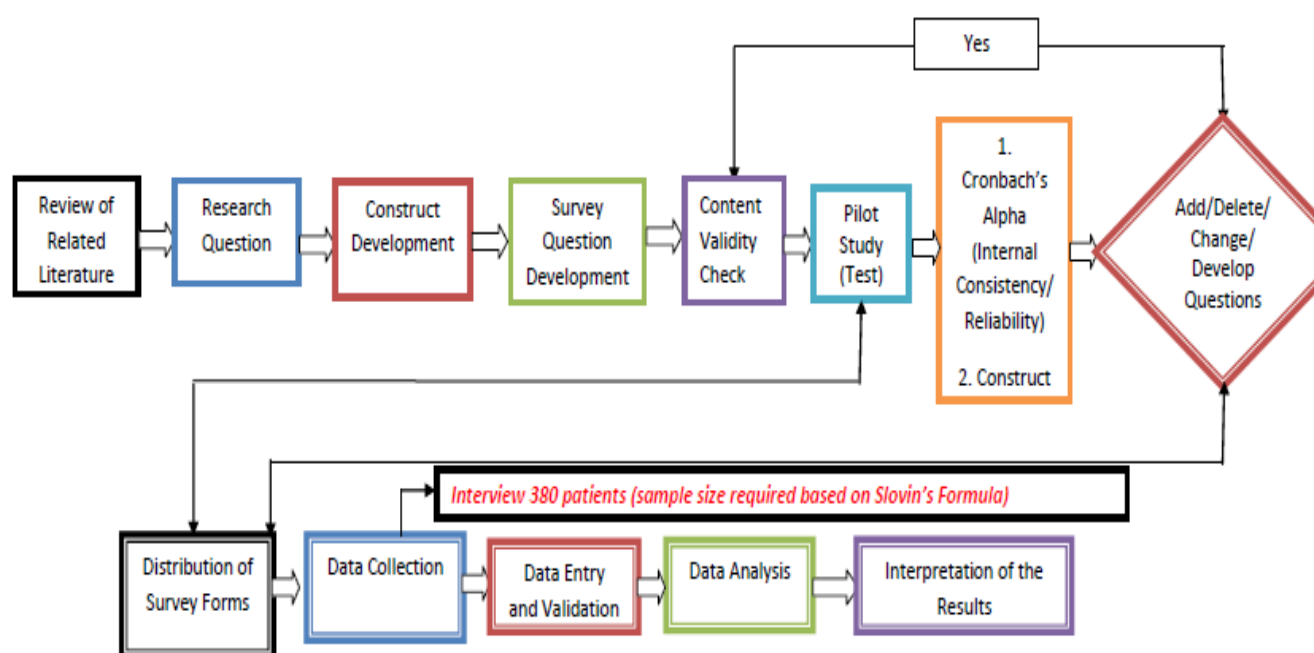 Yes
Review of
Related
Literature
Research
Question
Construct
Development
Survey
Question
Development
Content
Validity
Check
Pilot
Study
(Test)
1.
Cronbach’s
Alpha
(Internal
Consistency/
Reliability)
2. Construct
Add/Delete/
Change/
Develop
Questions
Interview 380 patients (sample size required based on Slovin’s Formula)
Distribution of
Survey Forms
Data Collection
Data Entry
and Validation
Data Analysis
Interpretation of the
Results